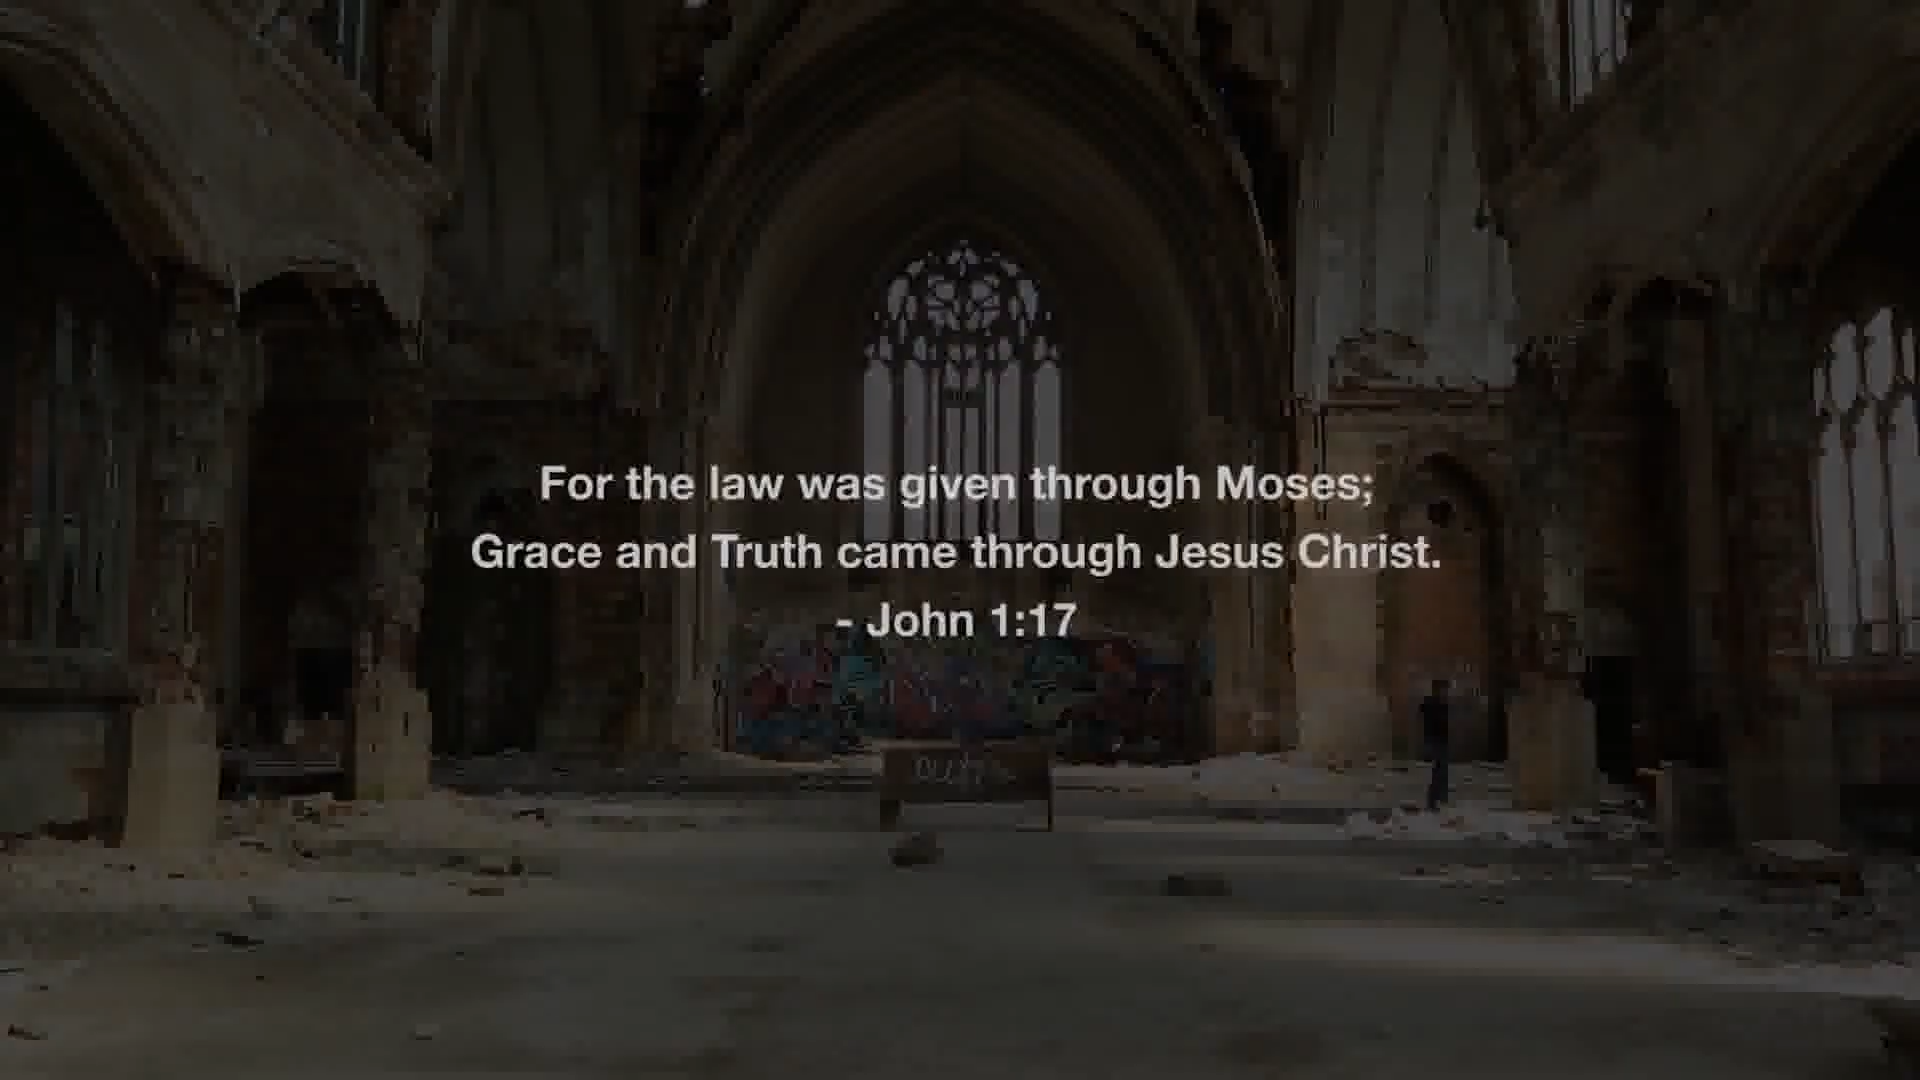 For the law was given through Moses;
Grace and Truth came through Jesus Christ.
- John 1:17